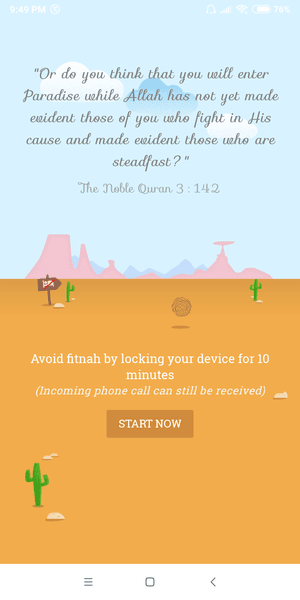 9:49 PM
76%
"Or do you think that you will enter
Paradise while Allah has not yet made
evident those of you who fight in His
cause and made evident those who are
steadfast?"
The Noble Quran 3 : 142
Avoid fitnah by locking your device for 10
minutes
(Incoming phone call can still be received)
START NOW